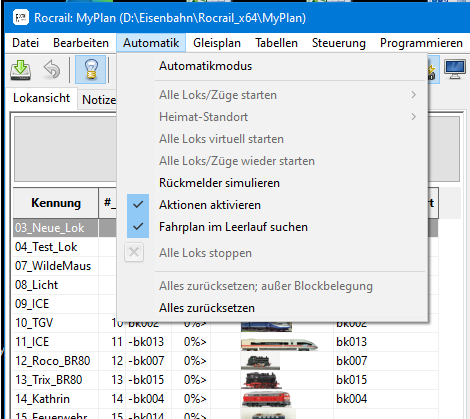 Rocrail: MyPlan (D:\Eisenbahn\Rocrail_x64\MyPlan)
Datei Bearbeiten Automatik Gleisplan Tabellen Steuerung Programmieren
Automatikmodus
Lokansicht Notize
Alle Loks/Züge starten
Heimat-Standort
Alle Loks virtuell starten
Alle Loks/Züge wieder starten
Rückmelder simulieren
Kennung #_ Aktionen aktivieren
03_Neue_Lok Fahrplan im Leerlauf suchen
04_Test_Lok Alle Loks stoppen
07_WildeMaus
08_Licht Alles zurücksetzen; außer Blockbelegung
09_ICE Alles zurücksetzen
10_TGV 10 bk002 0%> bk002
11_ICE 11 -bk013 0%> bk013
12_Roco_BR80 12 -bk007 0%> bk007
13_Trix_BR80 13 -bk015 0%> bk015
14_Kathrin 14 -bk004 0%> bk004
15_Feuerwehr 15 -bk014 0%>